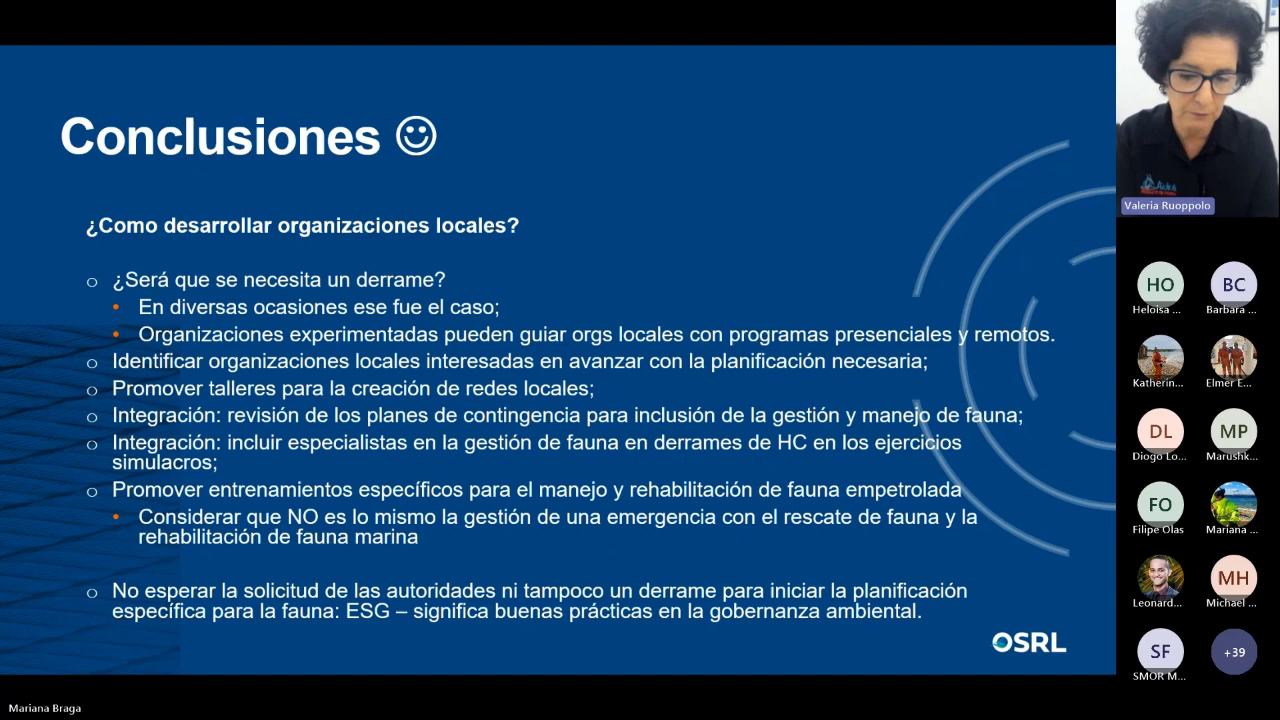 Conclusiones
¿Como desarrollar organizaciones locales?
o ¿Será que se necesita un derrame?
• En diversas ocasiones ese fue el caso;
• Organizaciones experimentadas pueden guiar orgs locales con programas presenciales y remotos.
o Identificar organizaciones locales interesadas en avanzar con la planificación necesaria;
o Promover talleres para la creación de redes locales;
o Integración: revisión de los planes de contingencia para inclusión de la gestión y manejo de fauna;
o Integración: incluir especialistas en la gestión de fauna en derrames de HC en los ejercicios
simulacros;
o Promover entrenamientos específicos para el manejo y rehabilitación de fauna empetrolada
• Considerar que NO es lo mismo la gestión de una emergencia con el rescate de fauna y la
rehabilitación de fauna marina
o No esperar la solicitud de las autoridades ni tampoco un derrame para iniciar la planificación
específica para la fauna: ESG – significa buenas prácticas en la gobernanza ambiental.
OSRL
Valeria Ruoppolo
HO
Heloisa ...
BC
Barbara ...
Katherin...
Elmer E...
DL
Diogo Lo...
MP
Marushk...
FO
Filipe Olas
Mariana ...
Leonard...
MH
Michael ...
SF
SMOR M...
+39
Mariana Braga